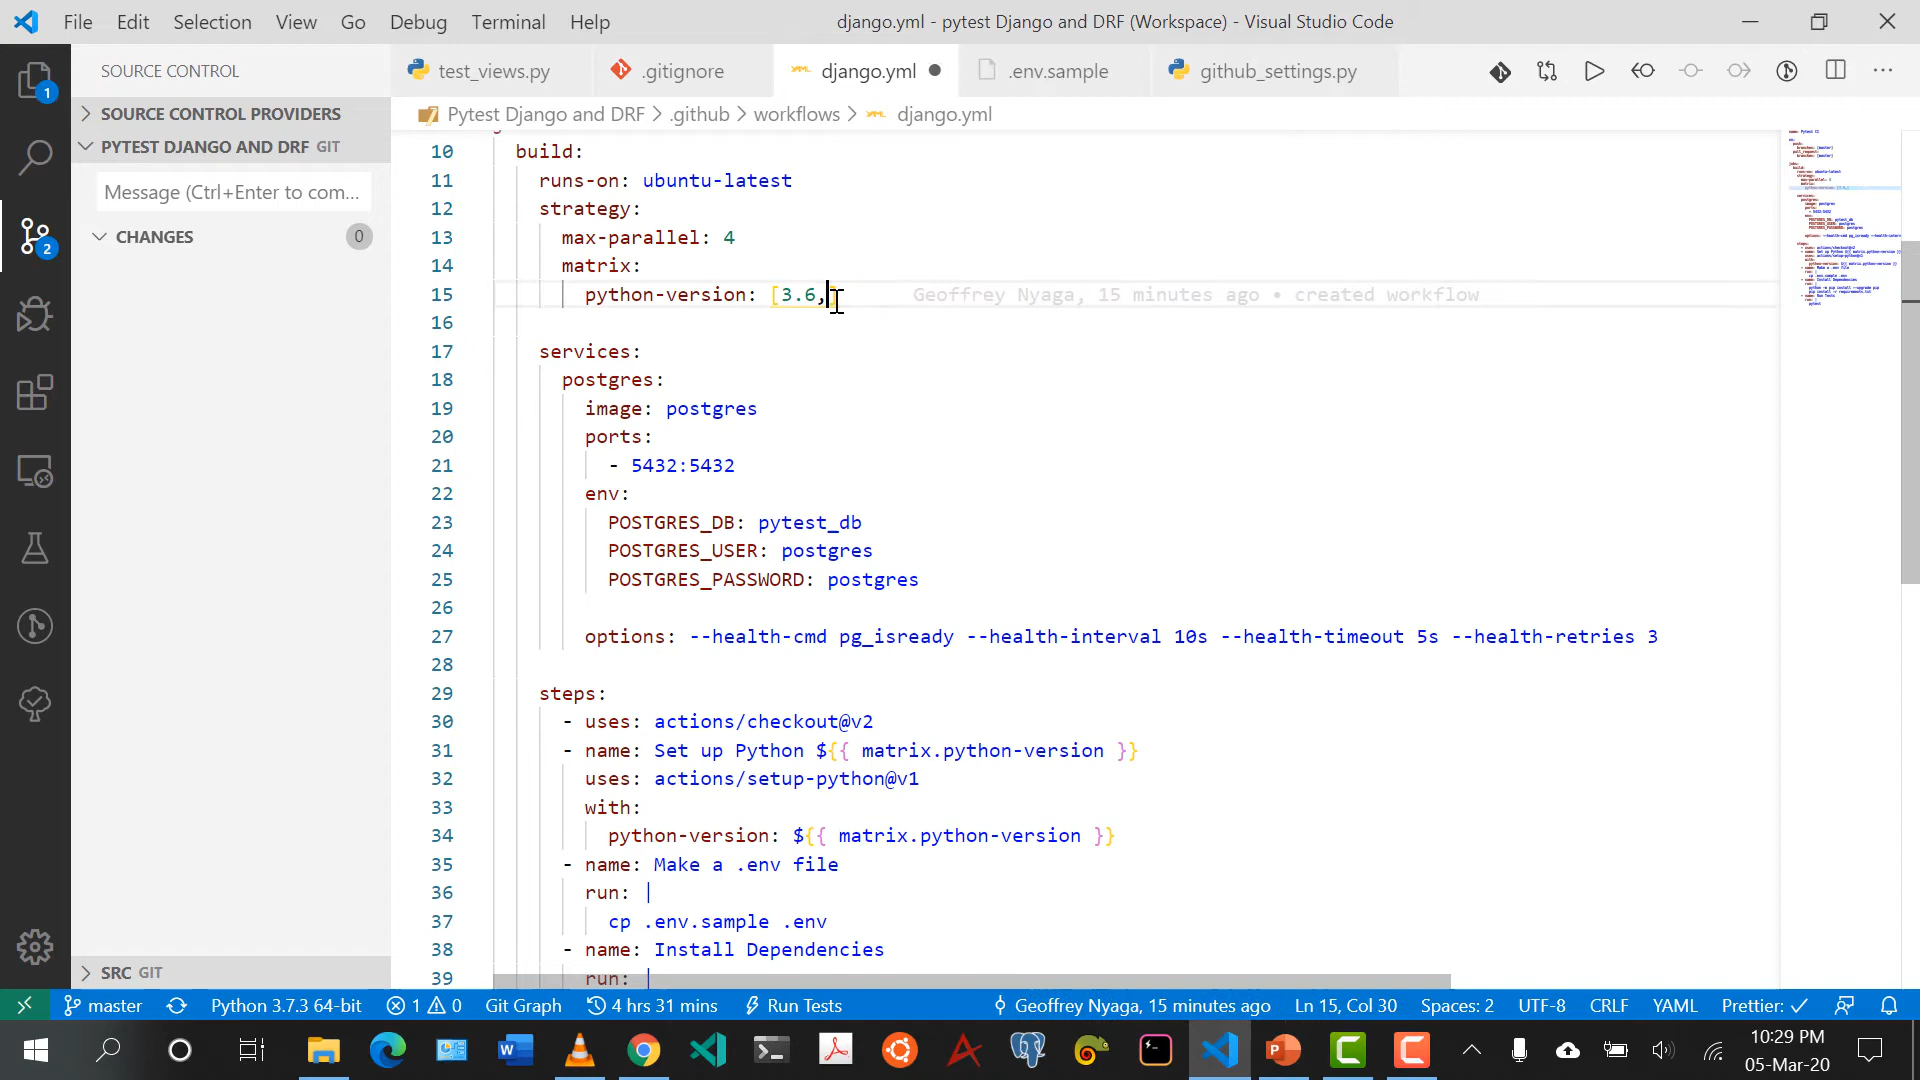 File Edit Selection View Go Debug Terminal Help
django.yml - pytest Django and DRF (Workspace) - Visual Studio Code
SOURCE CONTROL
test_views.py
.gitignore
django.yml
.env.sample
github_settings.py
1
SOURCE CONTROL PROVIDERS
PYTEST DJANGO AND DRF GIT
Message (Ctrl+Enter to com...
2
CHANGES 0
Pytest Django and DRF > .github > workflows > django.yml
10 build:
11 runs-on: ubuntu-latest
12 strategy:
13 max-parallel: 4
14 matrix:
15 python-version: [3.6,] Geoffrey Nyaga, 15 minutes ago • created workflow
16
17 services:
18 postgres:
19 image: postgres
20 ports:
21 - 5432:5432
22 env:
23 POSTGRES_DB: pytest_db
24 POSTGRES_USER: postgres
25 POSTGRES_PASSWORD: postgres
26
27 options: --health-cmd pg_isready --health-interval 10s --health-timeout 5s --health-retries 3
28
29 steps:
30 - uses: actions/checkout@v2
31 - name: Set up Python ${{ matrix.python-version }}
32 uses: actions/setup-python@v1
33 with:
34 python-version: ${{ matrix.python-version }}
35 - name: Make a .env file
36 run: |
37 cp .env.sample .env
38 - name: Install Dependencies
39 run: |
SRC GIT
master Python 3.7.3 64-bit 1 0 Git Graph 4 hrs 31 mins Run Tests Geoffrey Nyaga, 15 minutes ago Ln 15, Col 30 Spaces: 2 UTF-8 CRLF YAML Prettier: ✓
10:29 PM
05-Mar-20